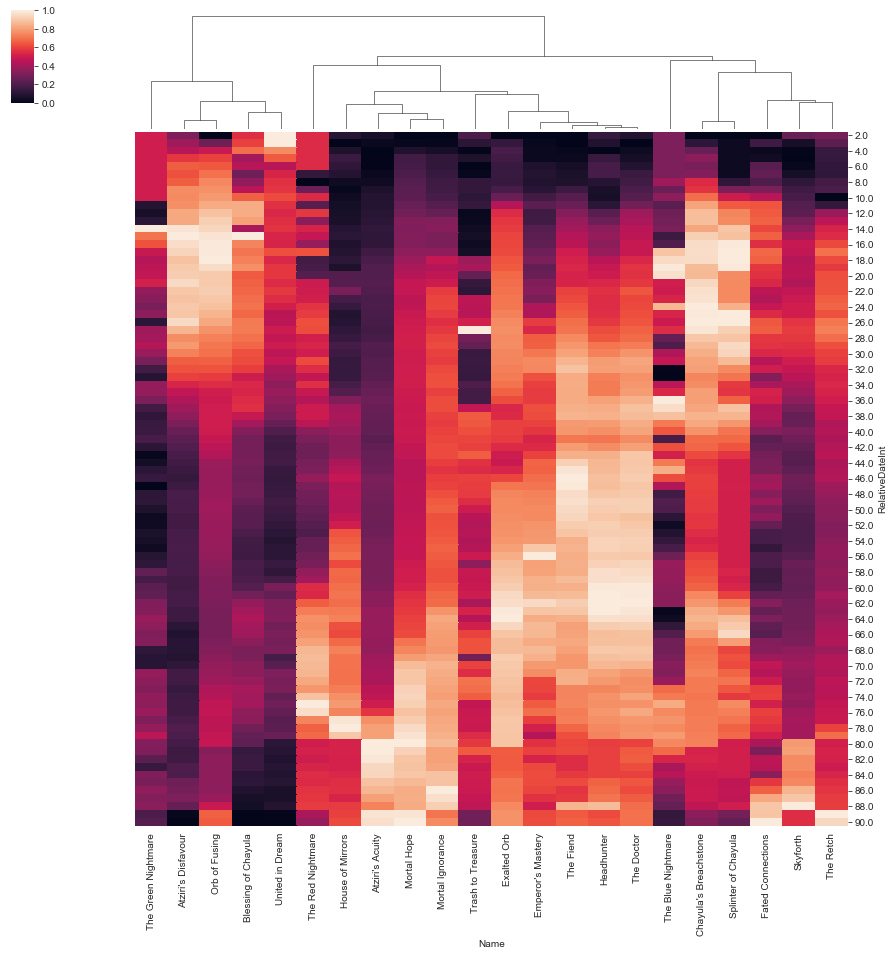 1.0
0.8
0.6
0.4
0.2
0.0
2.0
4.0
6.0
8.0
10.0
12.0
14.0
16.0
18.0
20.0
22.0
24.0
26.0
28.0
30.0
32.0
34.0
36.0
38.0
40.0
42.0
44.0
46.0
48.0
50.0
52.0
54.0
56.0
58.0
60.0
62.0
64.0
66.0
68.0
70.0
72.0
74.0
76.0
78.0
80.0
82.0
84.0
86.0
88.0
90.0
RelativeDateInt
The Green Nightmare
Atziri's Disfavour
Orb of Fusing
Blessing of Chayula
United in Dream
The Red Nightmare
House of Mirrors
Atziri's Acuity
Mortal Hope
Mortal Ignorance
Trash to Treasure
Exalted Orb
Emperor's Mastery
The Fiend
Headhunter
The Doctor
The Blue Nightmare
Chayula's Breachstone
Splinter of Chayula
Fated Connections
Skyforth
The Retch
Name